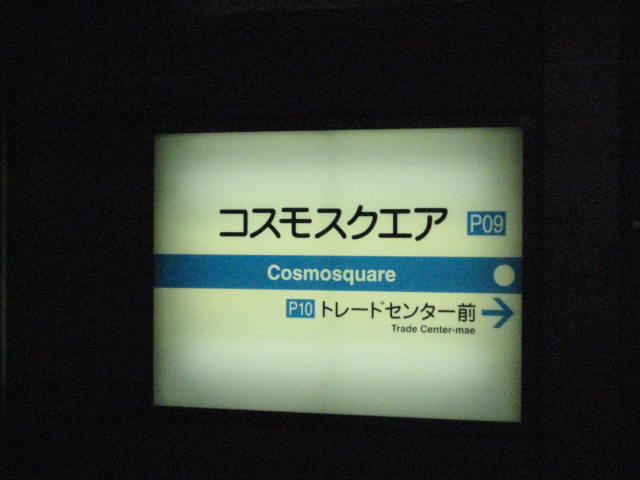 コスモスクエア P09
Cosmosquare
P10 トレードセンター前
Trade Center-mae